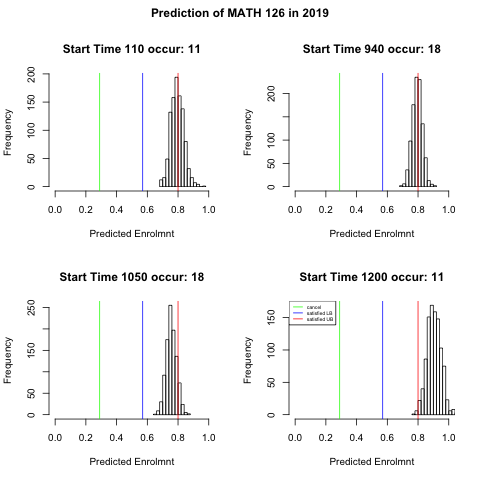 Prediction of MATH 126 in 2019
Start Time 110 occur: 11
Frequency
200
150
100
50
0
0.0 0.2 0.4 0.6 0.8 1.0
Predicted Enrolmnt
Start Time 940 occur: 18
Frequency
200
100
50
0
0.0 0.2 0.4 0.6 0.8 1.0
Predicted Enrolmnt
Start Time 1050 occur: 18
Frequency
250
200
150
50
0
0.0 0.2 0.4 0.6 0.8 1.0
Predicted Enrolmnt
Start Time 1200 occur: 11
cancel
satisfied LB
satisfied UB
Frequency
150
100
50
0
0.0 0.2 0.4 0.6 0.8 1.0
Predicted Enrolmnt